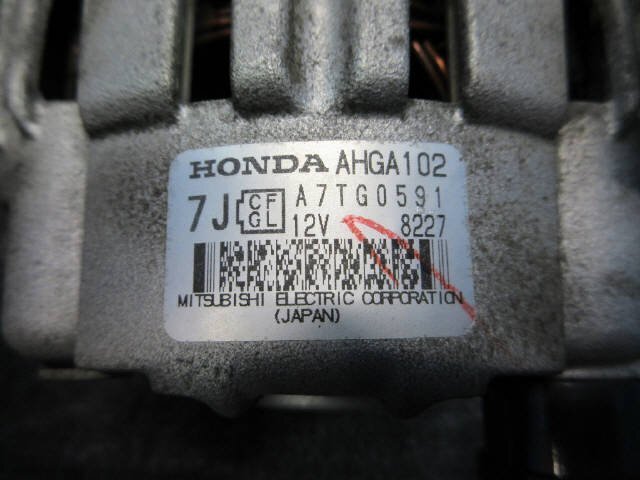 HONDA AHGA102
7J CF GL A7TG0591
12V 8227
MITSUBISHI ELECTRIC CORPORATION
(JAPAN)